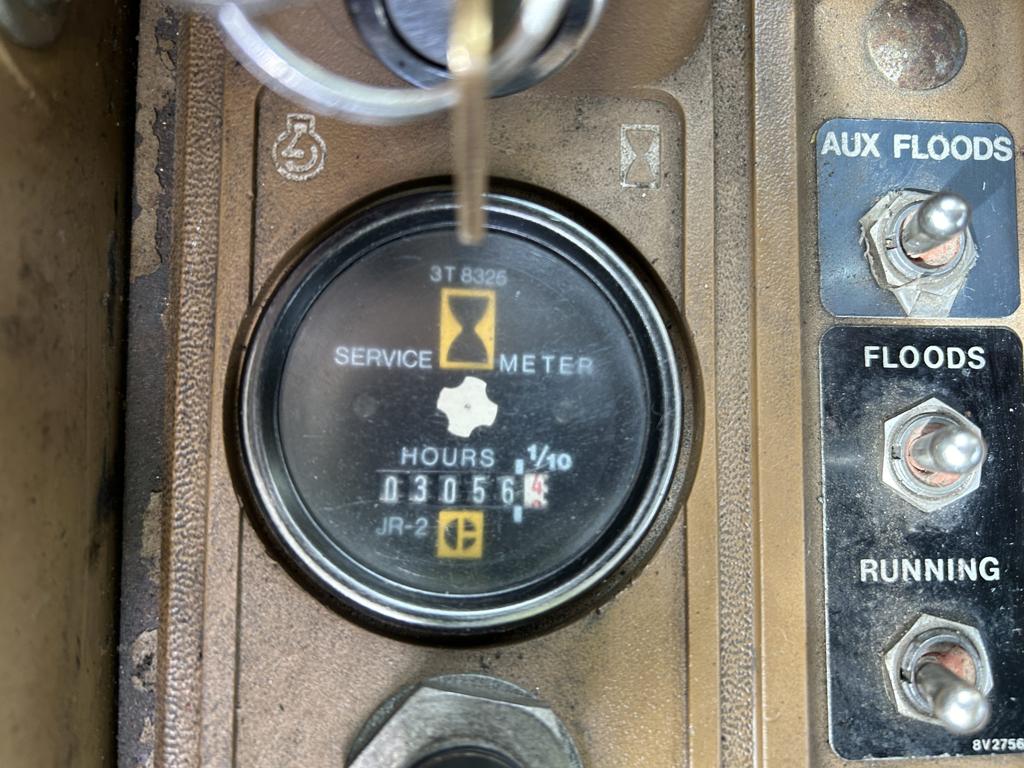 3T 8326
SERVICE METER
HOURS 1/10
03056 4
JR-2
AUX FLOODS
FLOODS
RUNNING
8V2756